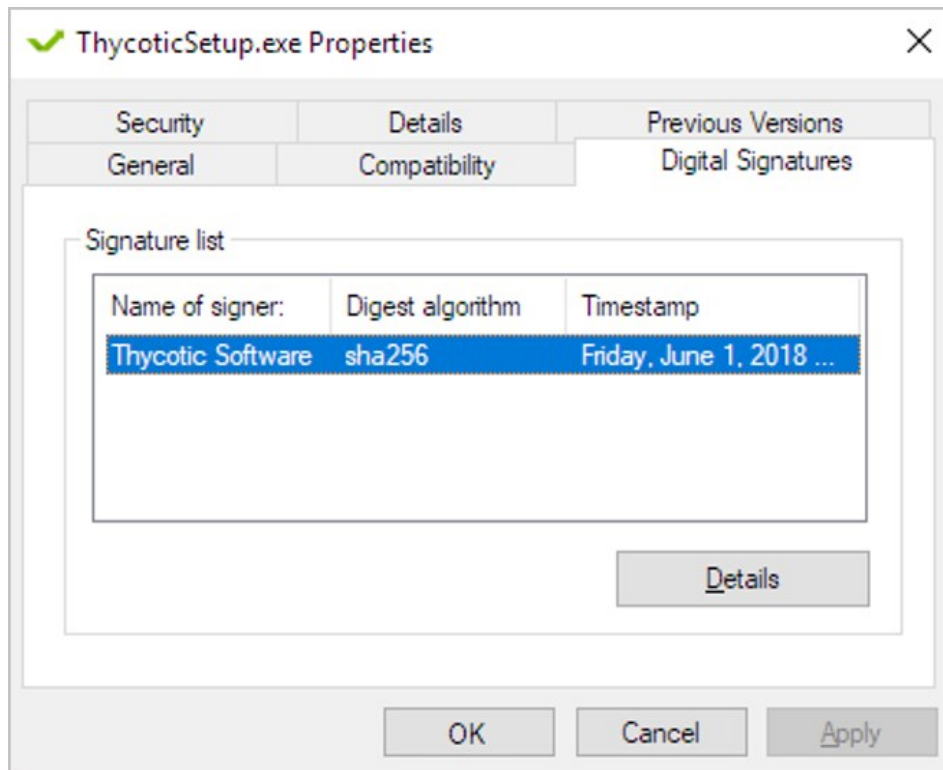 ThycoticSetup.exe Properties
Security Details Previous Versions
General Compatibility Digital Signatures
Signature list
Name of signer: Digest algorithm Timestamp
Thycotic Software sha256 Friday, June 1, 2018 ...
Details
OK Cancel Apply